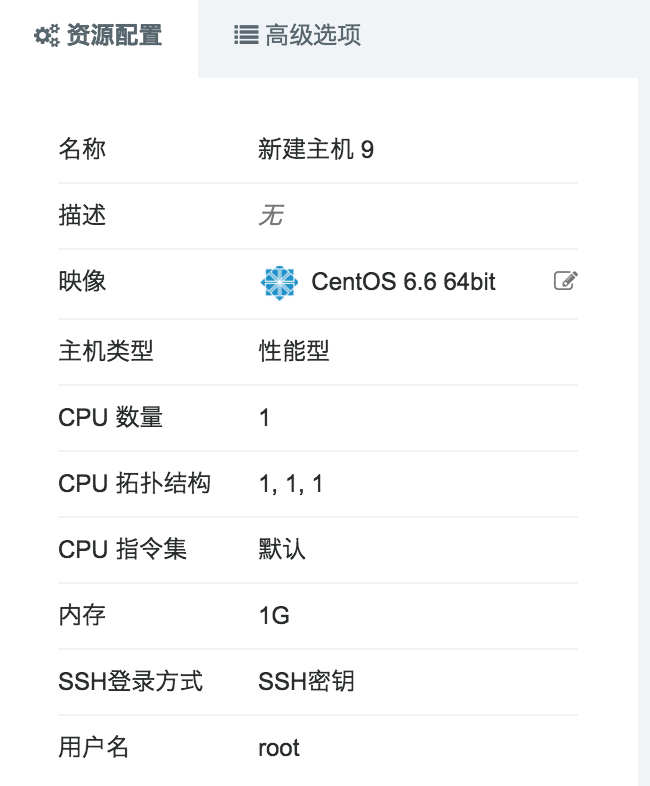 资源配置 高级选项
名称 新建主机 9
描述 无
映像 CentOS 6.6 64bit
主机类型 性能型
CPU 数量 1
CPU 拓扑结构 1, 1, 1
CPU 指令集 默认
内存 1G
SSH登录方式 SSH密钥
用户名 root